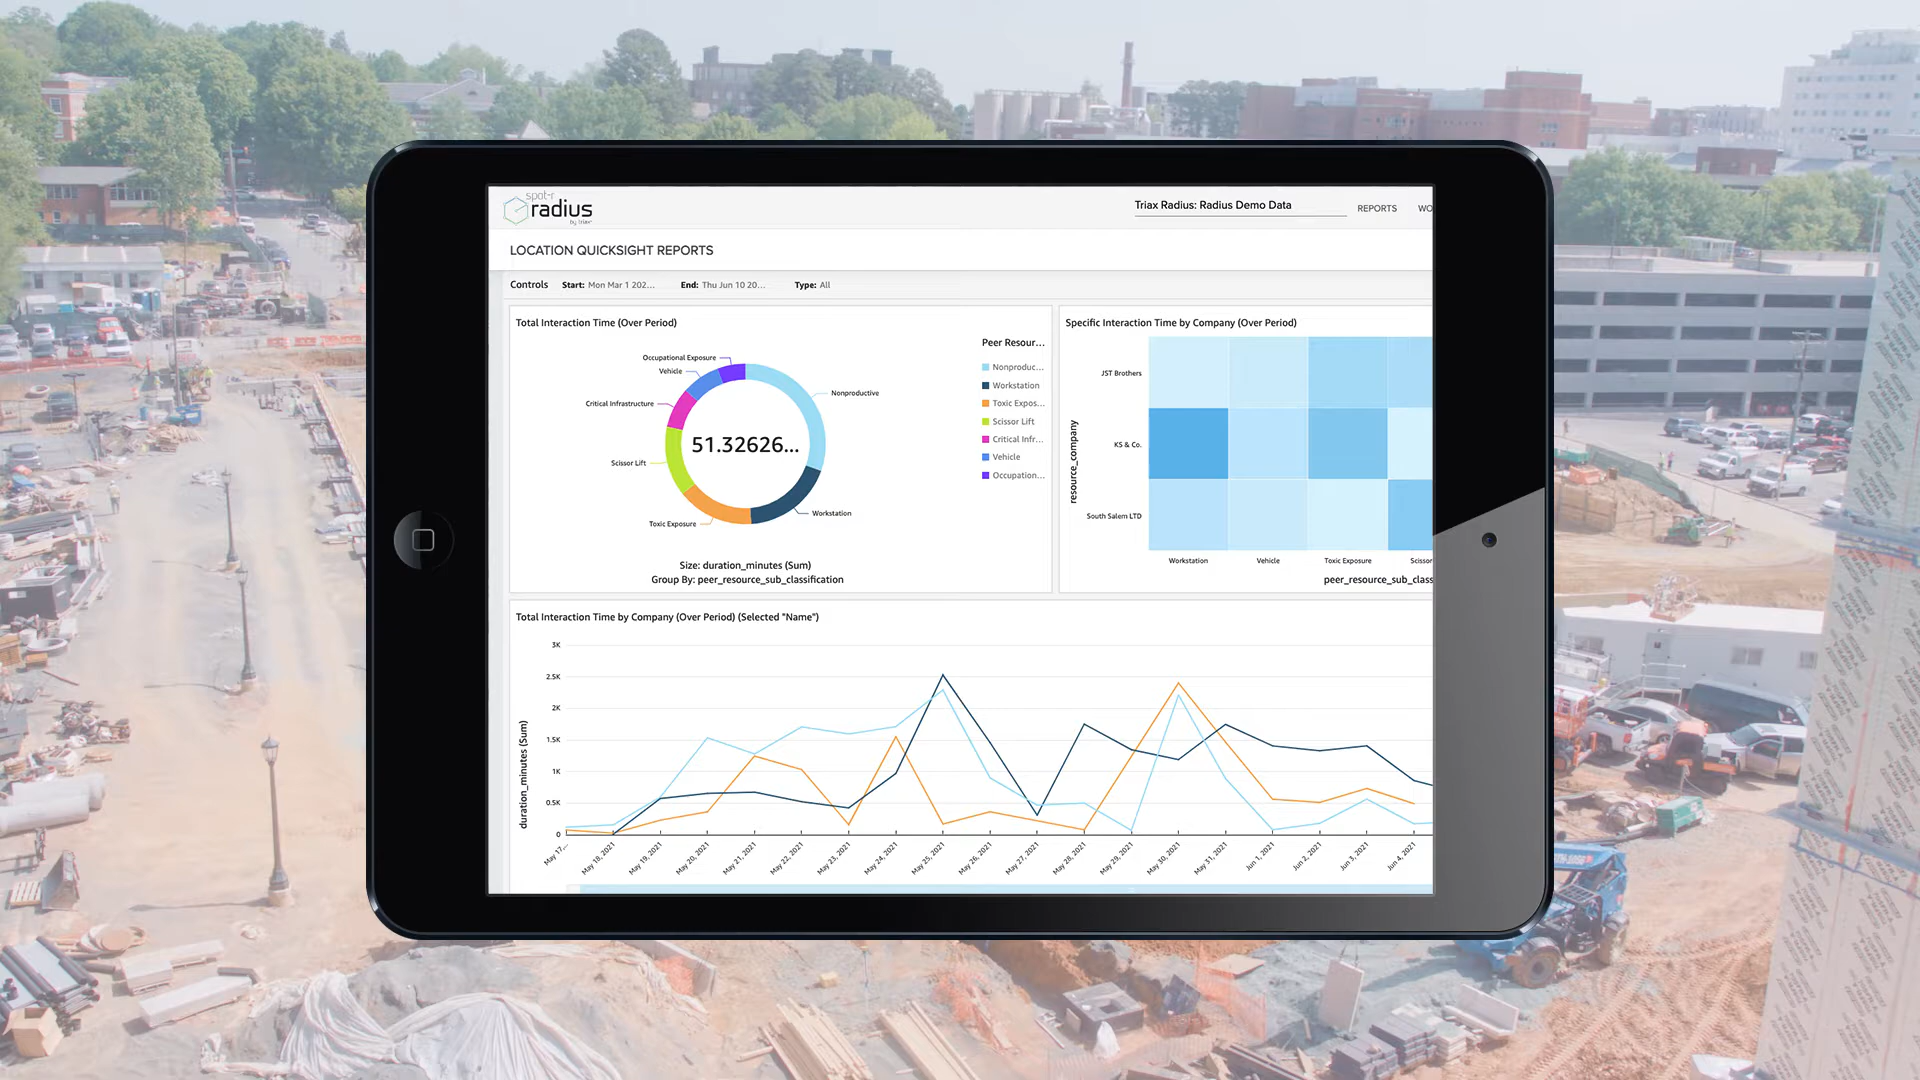 spot-r
radius
by triax
Triax Radius: Radius Demo Data
REPORTS
WO
LOCATION QUICKSIGHT REPORTS
Controls
Start: Mon Mar 1 202...
End: Thu Jun 10 20...
Type: All
Total Interaction Time (Over Period)
Occupational Exposure
Vehicle
Critical Infrastructure
Scissor Lift
Toxic Exposure
Workstation
Nonproductive
51.32626...
Size: duration_minutes (Sum)
Group By: peer_resource_sub_classification
Peer Resour...
Nonproduc...
Workstation
Toxic Expos...
Scissor Lift
Critical Infr...
Vehicle
Occupation...
Specific Interaction Time by Company (Over Period)
resource_company
JST Brothers
KS & Co.
South Salem LTD
Workstation
Vehicle
Toxic Exposure
Scissor
peer_resource_sub_class
Total Interaction Time by Company (Over Period) (Selected "Name")
duration_minutes (Sum)
3K
2.5K
2K
1.5K
1K
0.5K
0
May 17,...
May 18, 2021
May 19, 2021
May 20, 2021
May 21, 2021
May 22, 2021
May 23, 2021
May 24, 2021
May 25, 2021
May 26, 2021
May 27, 2021
May 28, 2021
May 29, 2021
May 30, 2021
May 31, 2021
Jun 1, 2021
Jun 2, 2021
Jun 3, 2021
Jun 4, 2021